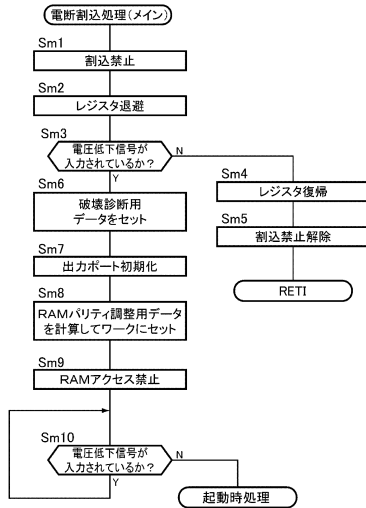 電断割込処理(メイン)
Sm1
割込禁止
Sm2
レジスタ退避
Sm3
電圧低下信号が
入力されているか？
N
Y
Sm4
レジスタ復帰
Sm5
割込禁止解除
RETI
Sm6
破壊診断用
データをセット
Sm7
出力ポート初期化
Sm8
RAMパリティ調整用データ
を計算してワークにセット
Sm9
RAMアクセス禁止
Sm10
電圧低下信号が
入力されているか？
N
Y
起動時処理